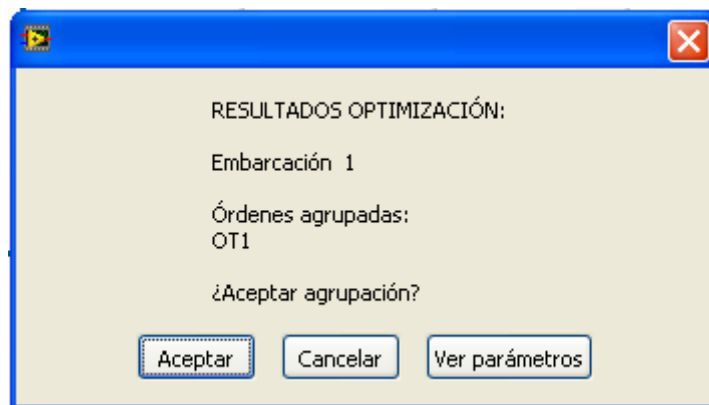 RESULTADOS OPTIMIZACIÓN:
Embarcación 1
Órdenes agrupadas:
OT1
¿Aceptar agrupación?
Aceptar
Cancelar
Ver parámetros